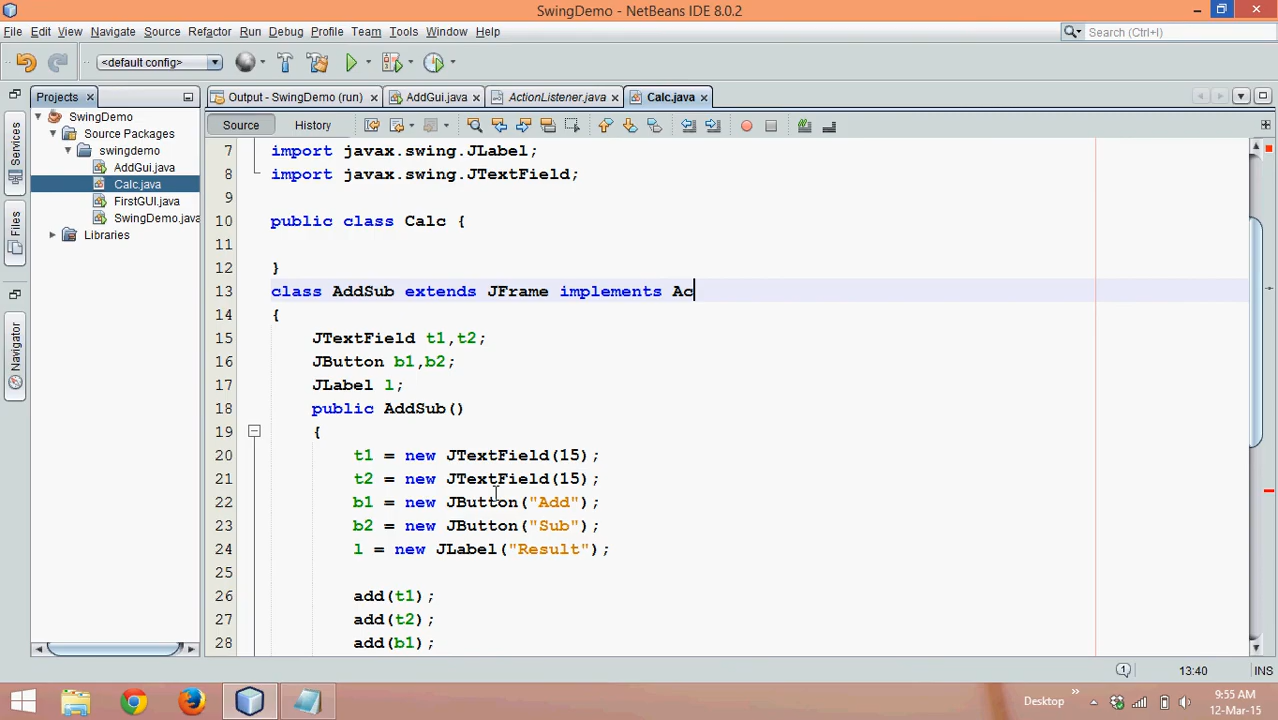 SwingDemo - NetBeans IDE 8.0.2
File Edit View Navigate Source Refactor Run Debug Profile Team Tools Window Help
Search (Ctrl+I)
<default config>
Projects
Output - SwingDemo (run)
AddGui.java
ActionListener.java
Calc.java
Source
History
Services
Files
Navigator
SwingDemo
Source Packages
swingdemo
AddGui.java
Calc.java
FirstGUI.java
SwingDemo.java
Libraries
7 import javax.swing.JLabel;
8 import javax.swing.JTextField;
9
10 public class Calc {
11
12 }
13 class AddSub extends JFrame implements Ac
14 {
15 JTextField t1,t2;
16 JButton b1,b2;
17 JLabel l;
18 public AddSub()
19 {
20 t1 = new JTextField(15);
21 t2 = new JTextField(15);
22 b1 = new JButton("Add");
23 b2 = new JButton("Sub");
24 l = new JLabel("Result");
25
26 add(t1);
27 add(t2);
28 add(b1);
1
13:40
INS
Desktop
9:55 AM
12-Mar-15